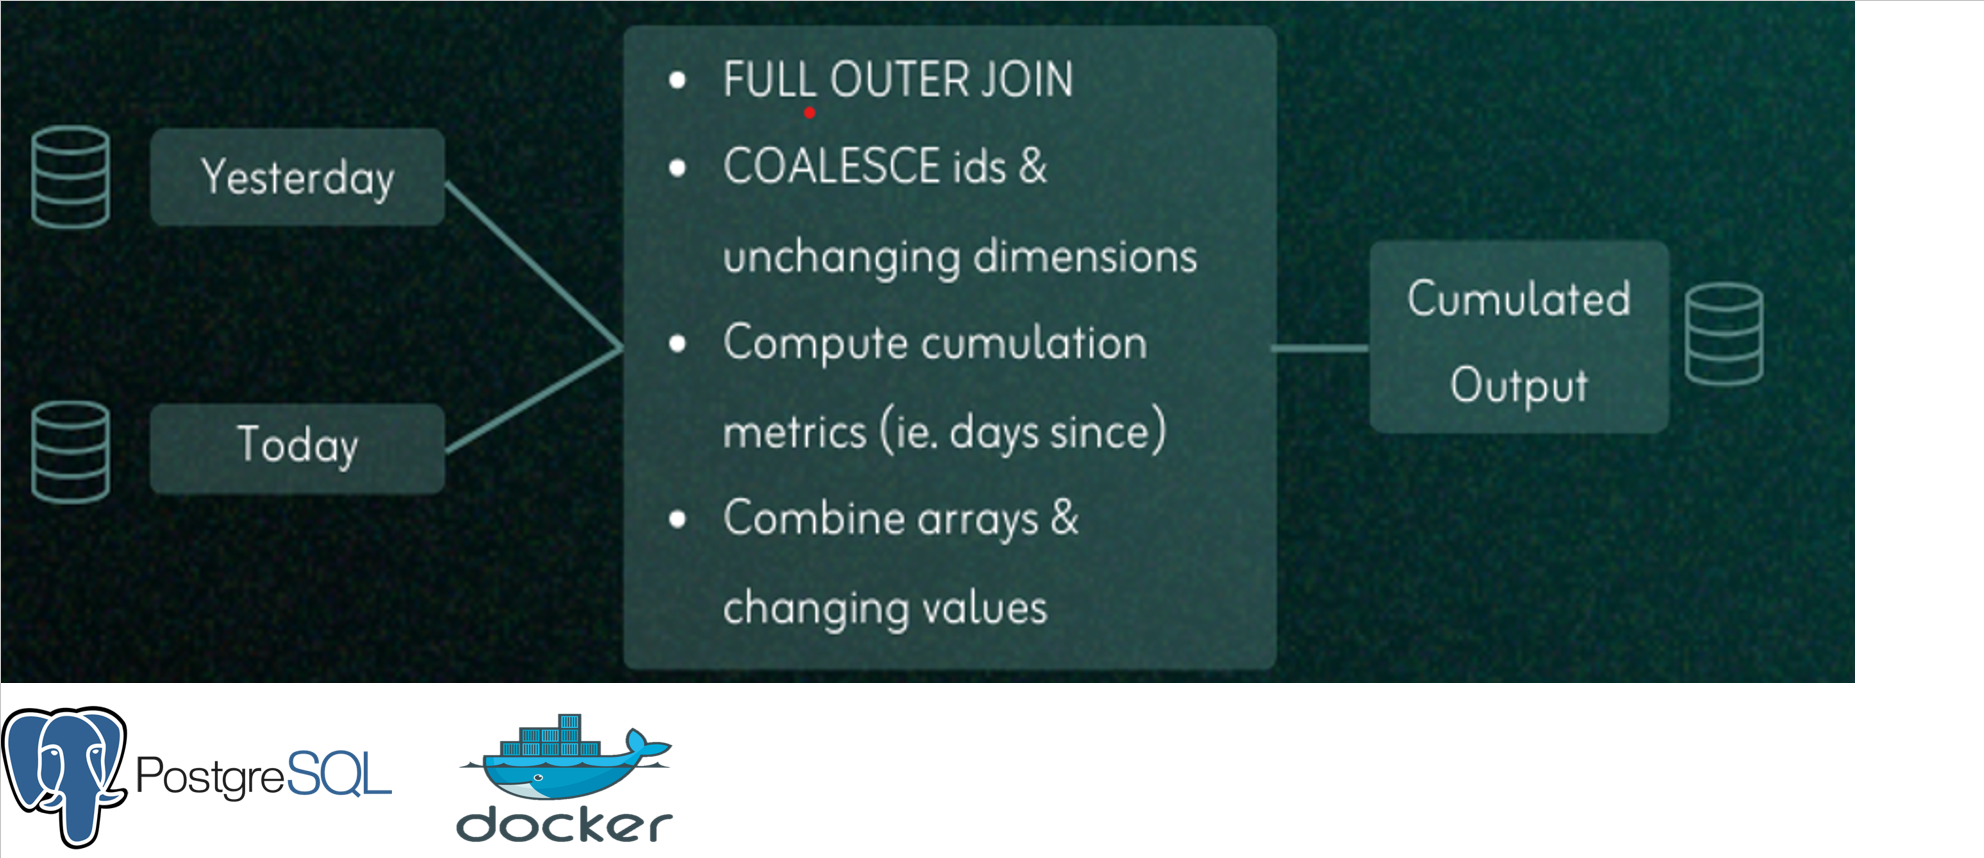 Yesterday
Today
• FULL OUTER JOIN
• COALESCE ids &
unchanging dimensions
• Compute cumulation
metrics (ie. days since)
• Combine arrays &
changing values
Cumulated
Output
PostgreSQL
docker